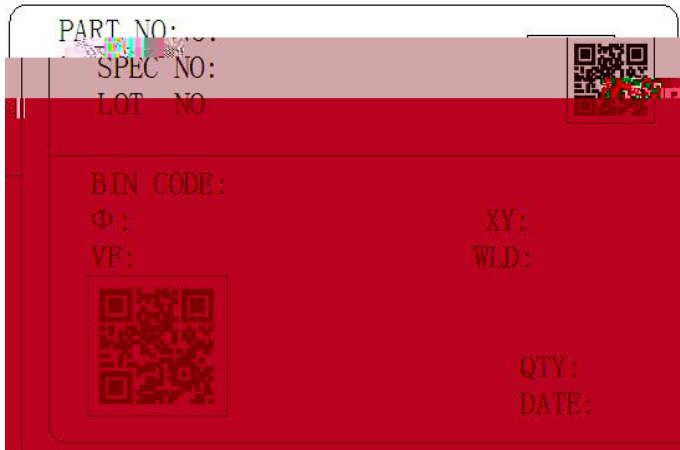 PART NO:
SPEC NO:
LOT NO
BIN CODE:
Φ: XY:
VF: WLD:
QTY:
DATE: